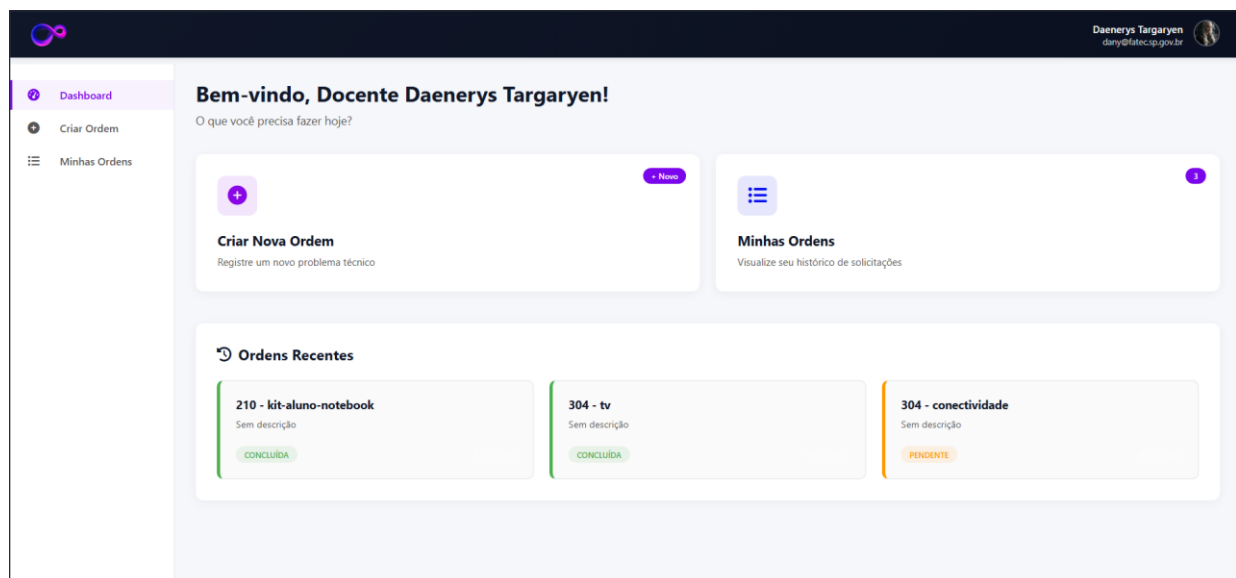 Daenerys Targaryen
dany@fatec.sp.gov.br
Dashboard
Criar Ordem
Minhas Ordens
Bem-vindo, Docente Daenerys Targaryen!
O que você precisa fazer hoje?
+ Novo
Criar Nova Ordem
Registre um novo problema técnico
3
Minhas Ordens
Visualize seu histórico de solicitações
Ordens Recentes
210 - kit-aluno-notebook
Sem descrição
CONCLUÍDA
304 - tv
Sem descrição
CONCLUÍDA
304 - conectividade
Sem descrição
PENDENTE